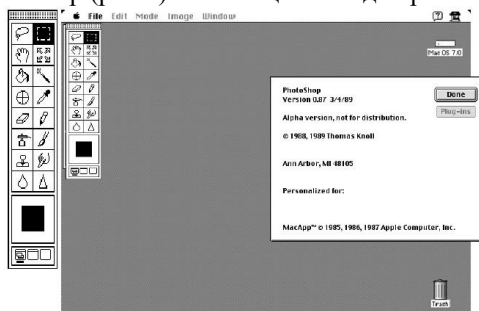 File Edit Mode Image Window
Mac OS 7.0
PhotoShop
Version 0.87 3/4/89
Done
Plug-Ins
Alpha version, not for distribution.
© 1988, 1989 Thomas Knoll
Ann Arbor, MI 48105
Personalized for:
MacApp™ © 1985, 1986, 1987 Apple Computer, Inc.
Trash